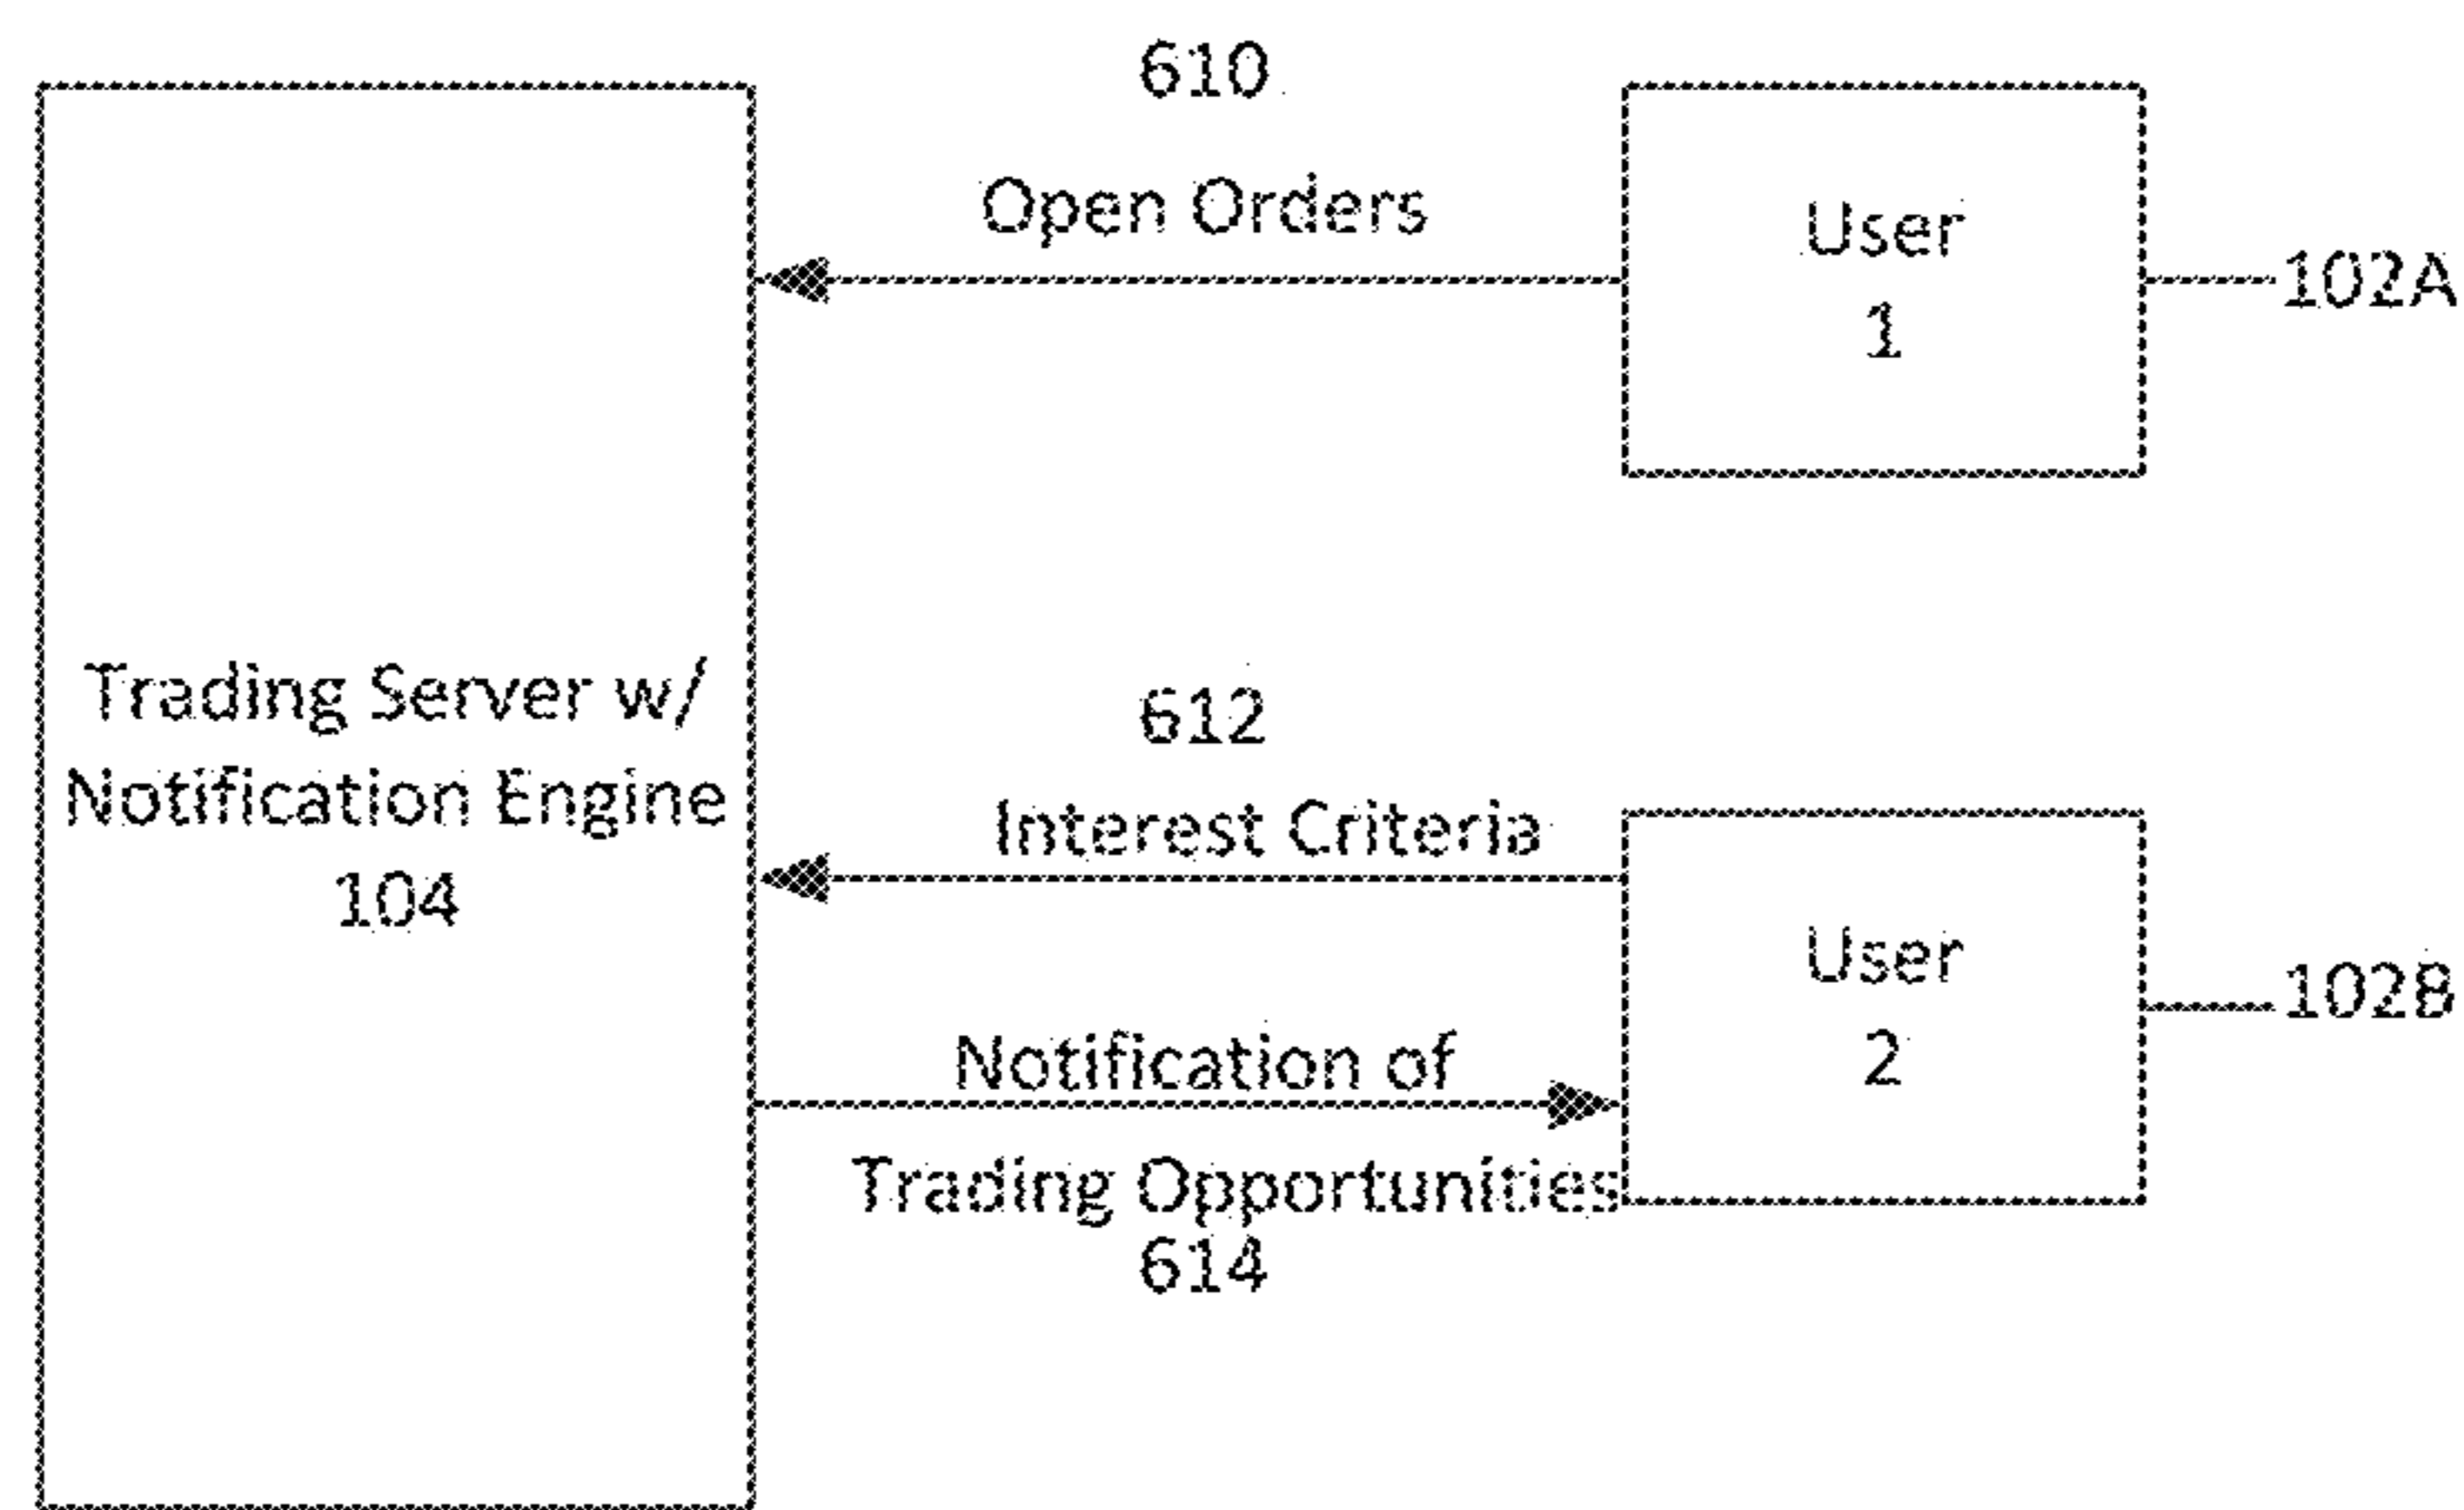 610
Open Orders
User
1
102A
Trading Server w/
Notification Engine
104
612
Interest Criteria
User
2
102B
Notification of
Trading Opportunities
614